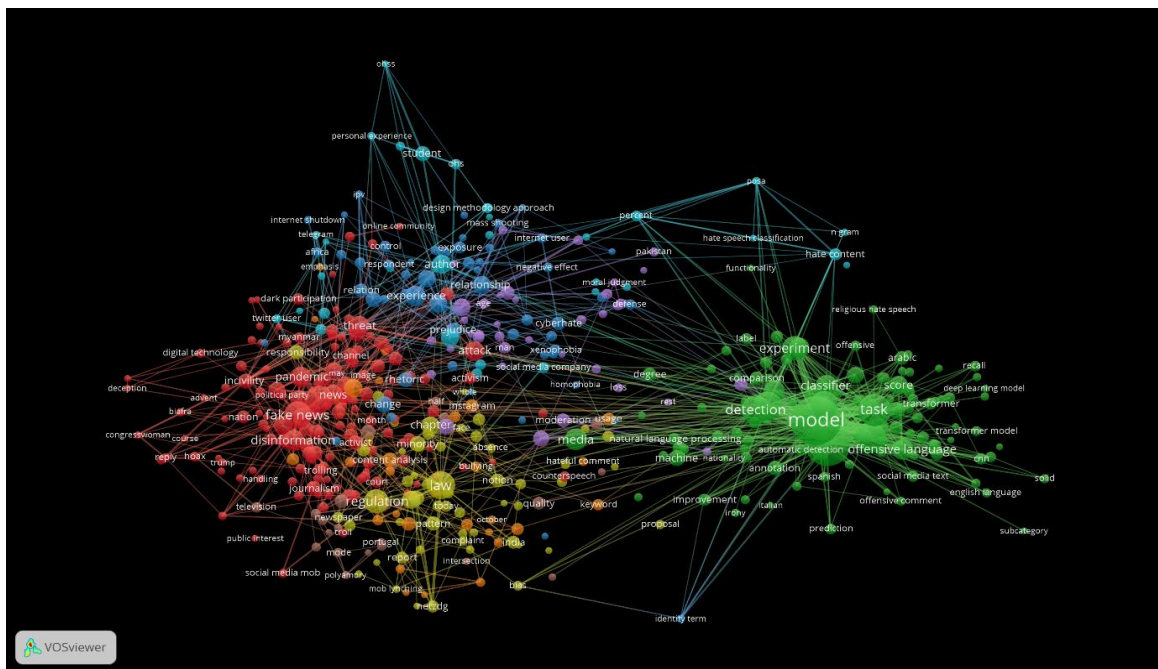 ohss
personal experience
student
ohs
posa
ipv
design methodology approach
percent
internet shutdown
online community
mass shooting
telegram
control
exposure
internet user
hate speech classification
n gram
africa
respondent
author
pakistan
hate content
emphasis
negative effect
functionality
relation
experience
relationship
moral judgment
dark participation
age
defense
twitter user
threat
prejudice
cyberhate
religious hate speech
myanmar
man
label
digital technology
responsibility
channel
attack
xenophobia
experiment
offensive
arabic
may
image
rhetoric
activism
social media company
degree
comparison
recall
deception
incivility
pandemic
news
whole
homophobia
loss
classifier
score
deep learning model
advent
political party
change
half
instagram
rest
transformer
biafra
nation
fake news
month
chapter
face
moderation
usage
detection
model
task
congresswoman
course
disinformation
activist
minority
absence
media
natural language processing
transformer model
reply
hoax
trump
trolling
content analysis
bullying
hateful comment
machine
nationality
automatic detection
offensive language
cnn
handling
journalism
court
law
notion
counterspeech
annotation
spanish
social media text
solid
television
regulation
today
quality
keyword
improvement
italian
offensive comment
english language
newspaper
troll
pattern
october
irony
public interest
portugal
complaint
india
proposal
prediction
subcategory
mode
report
intersection
social media mob
polyamory
mob lynching
bias
netzdg
identity term
VOSviewer